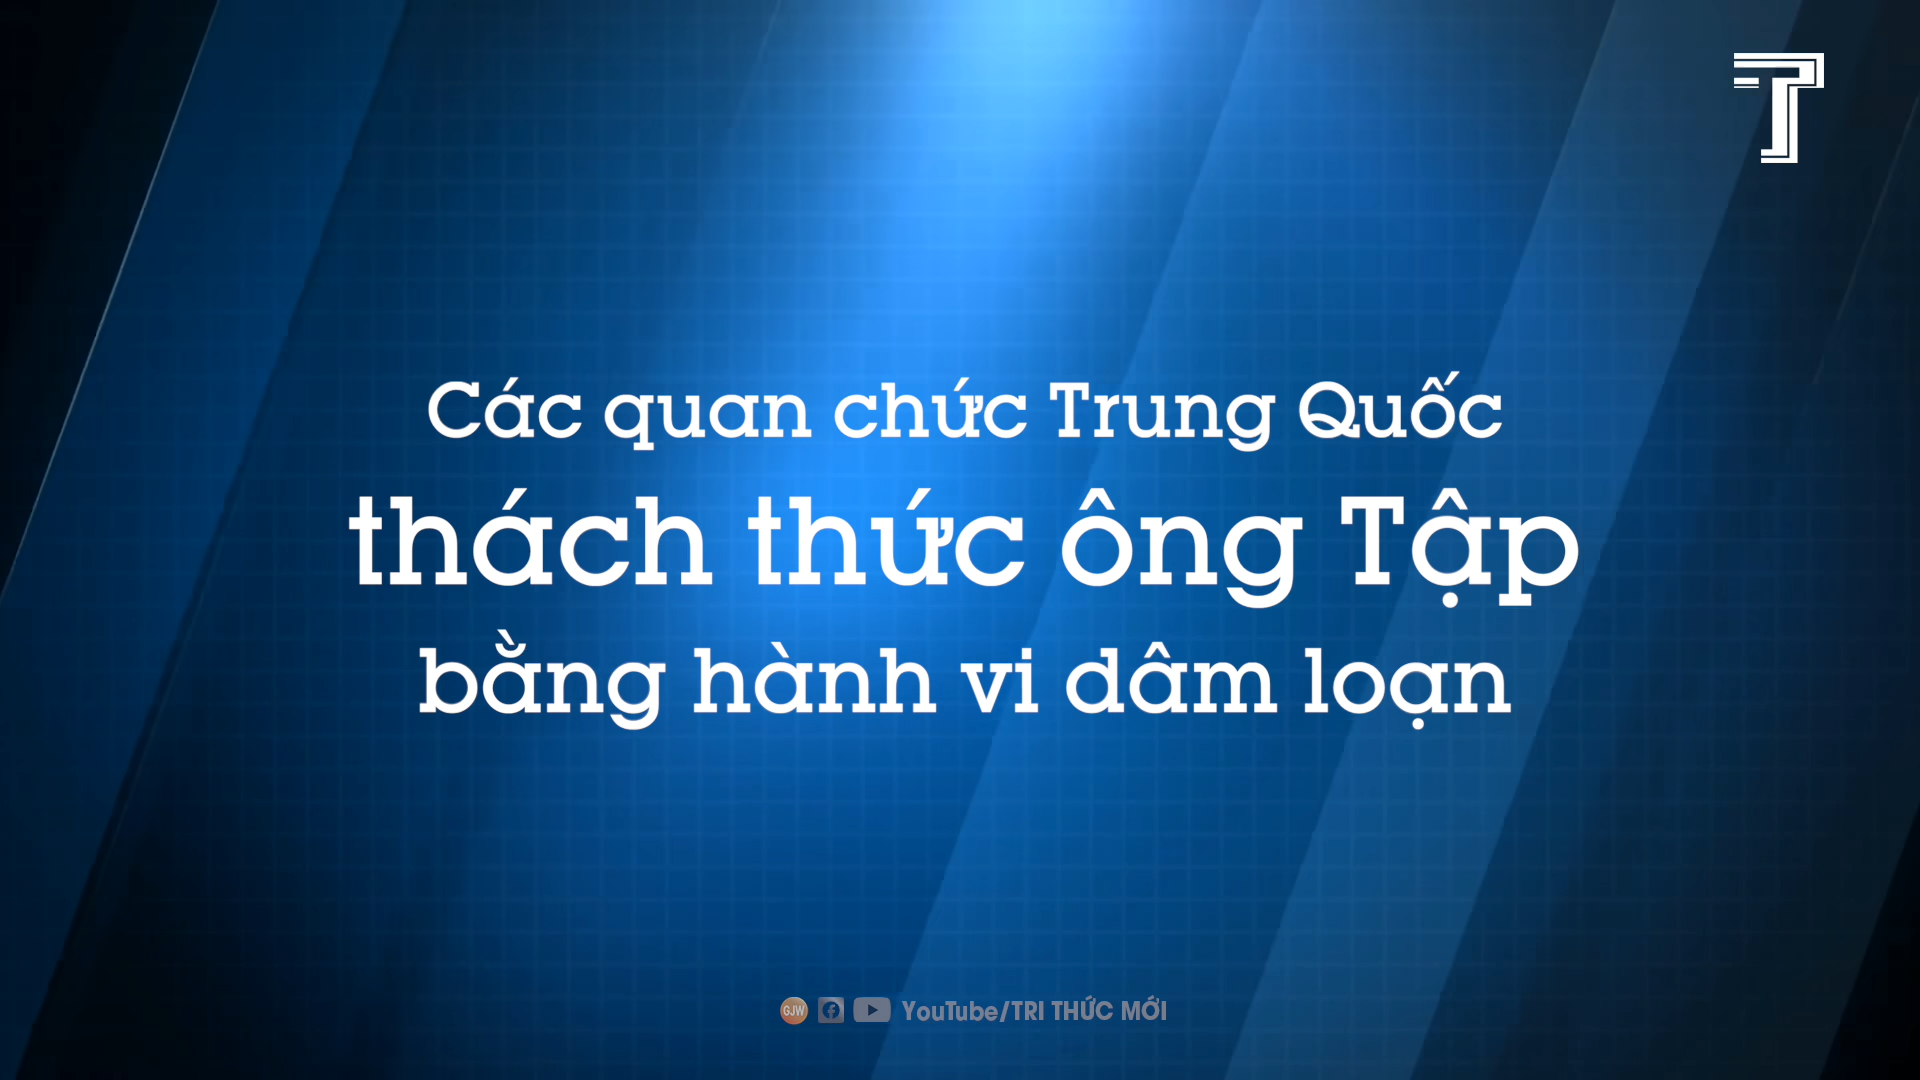 Các quan chức Trung Quốc
thách thức ông Tập
bằng hành vi dâm loạn
GJW YouTube/TRI THỨC MỚI